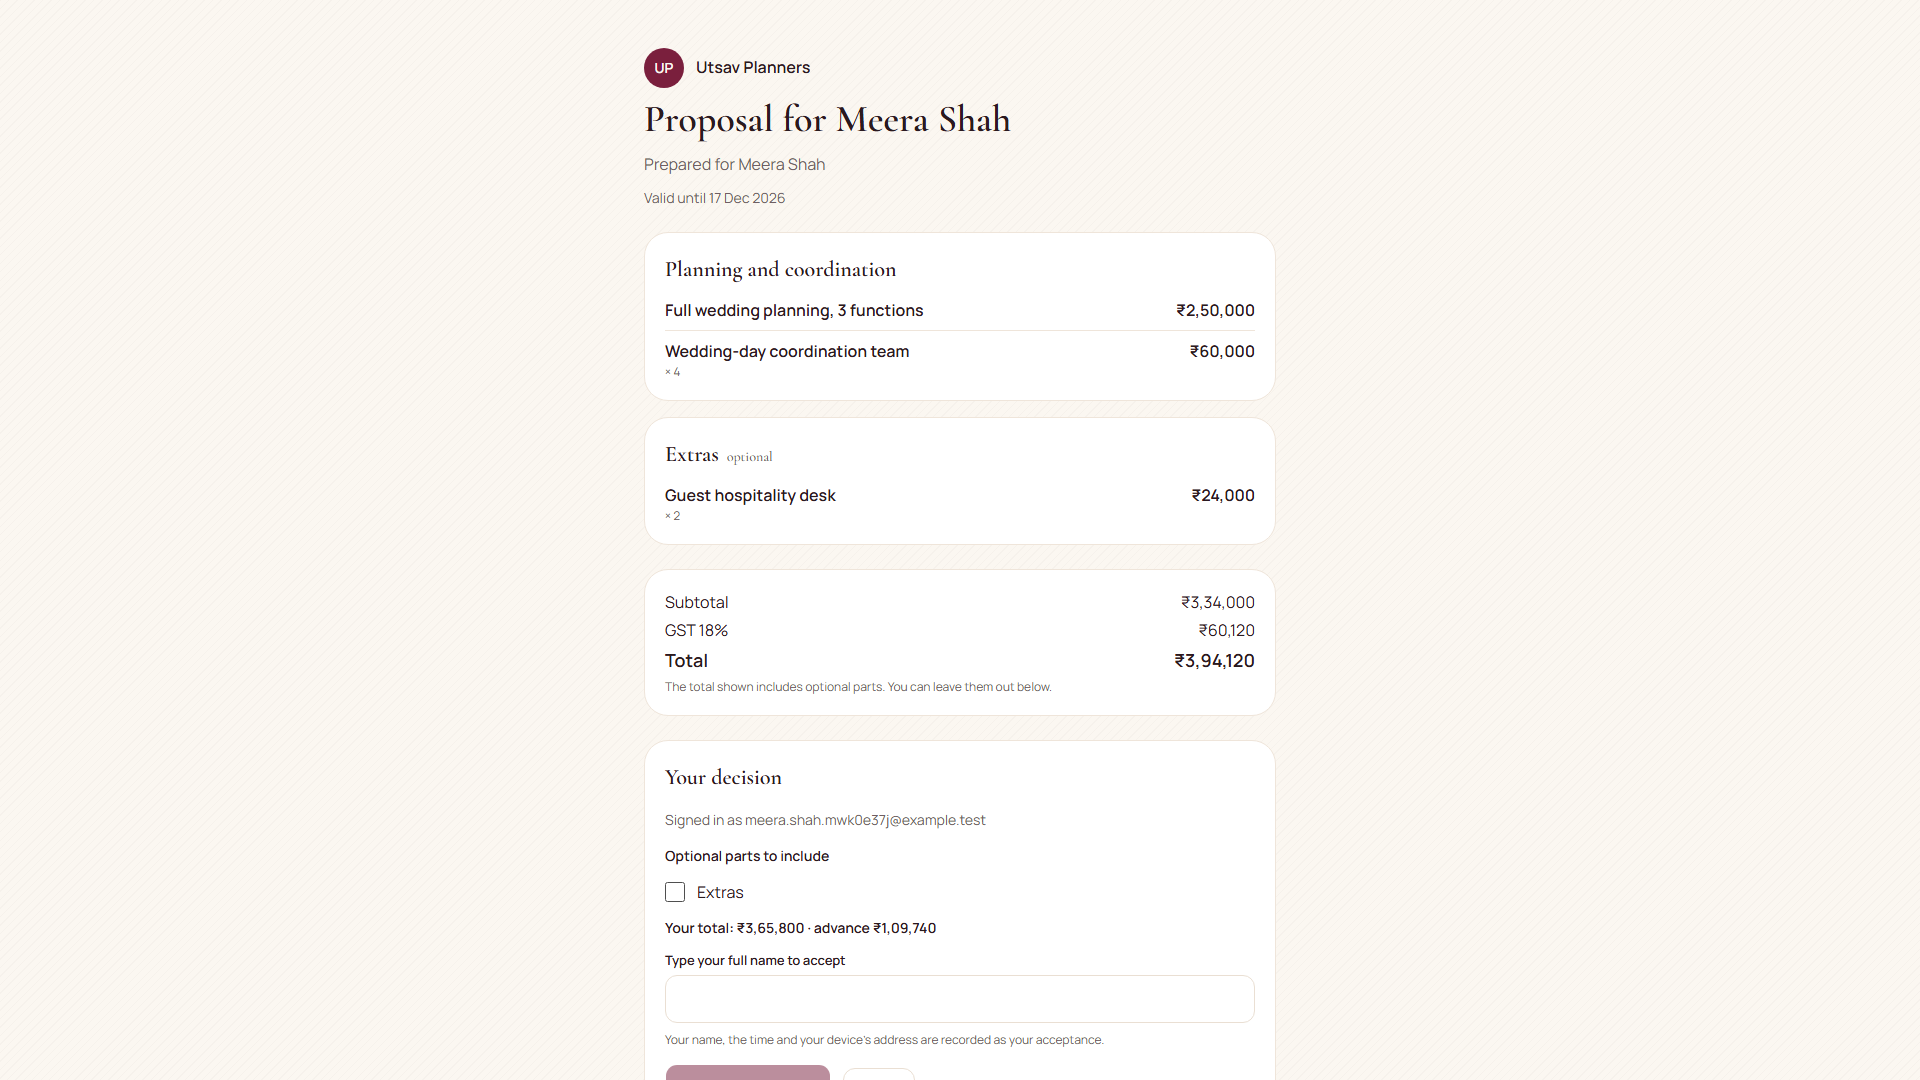 UP Utsav Planners
Proposal for Meera Shah
Prepared for Meera Shah
Valid until 17 Dec 2026
Planning and coordination
Full wedding planning, 3 functions ₹2,50,000
Wedding-day coordination team ₹60,000
× 4
Extras optional
Guest hospitality desk ₹24,000
× 2
Subtotal ₹3,34,000
GST 18% ₹60,120
Total ₹3,94,120
The total shown includes optional parts. You can leave them out below.
Your decision
Signed in as meera.shah.mwk0e37j@example.test
Optional parts to include
Extras
Your total: ₹3,65,800 · advance ₹1,09,740
Type your full name to accept
Your name, the time and your device's address are recorded as your acceptance.